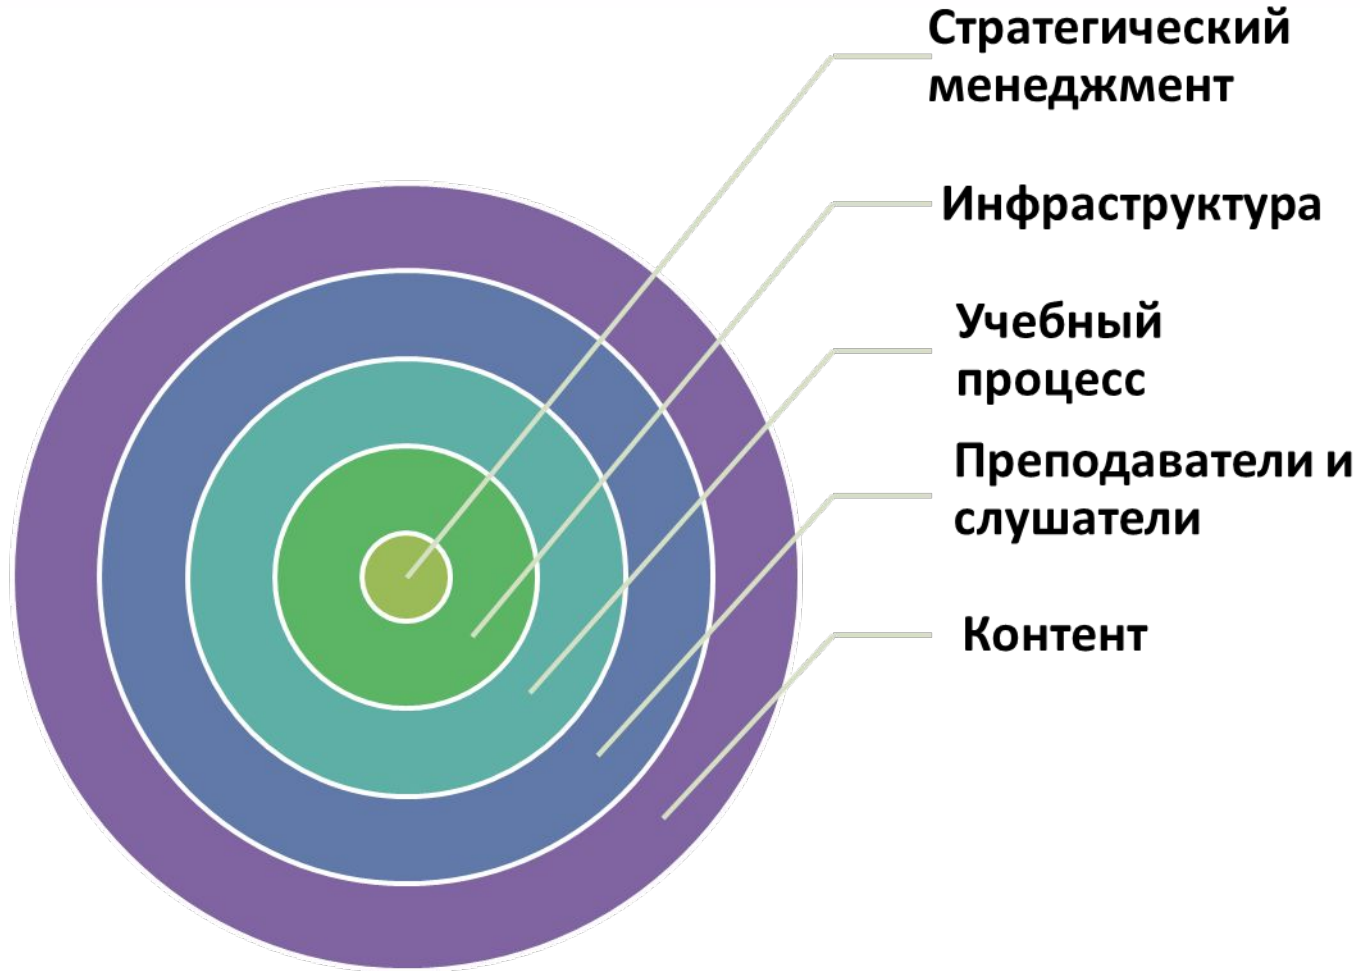 Стратегический
менеджмент
Инфраструктура
Учебный
процесс
Преподаватели и
слушатели
Контент